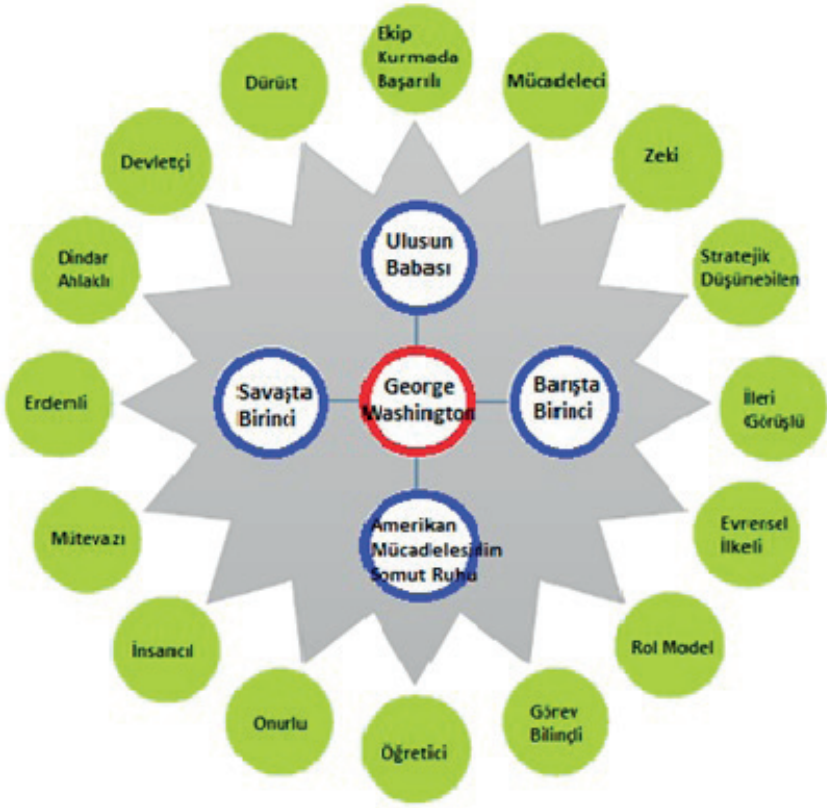 Ekip
Kurmada
Başarılı
Mücadeleci
Zeki
Stratejik
Düşünebilen
İleri
Görüşlü
Evrensel
İlkeli
Rol Model
Görev
Bilinçli
Öğretici
Onurlu
İnsancıl
Mütevazı
Erdemli
Dindar
Ahlaklı
Devletçi
Dürüst
Ulusun
Babası
Savaşta
Birinci
George
Washington
Barışta
Birinci
Amerikan
Mücadelesinin
Somut Ruhu